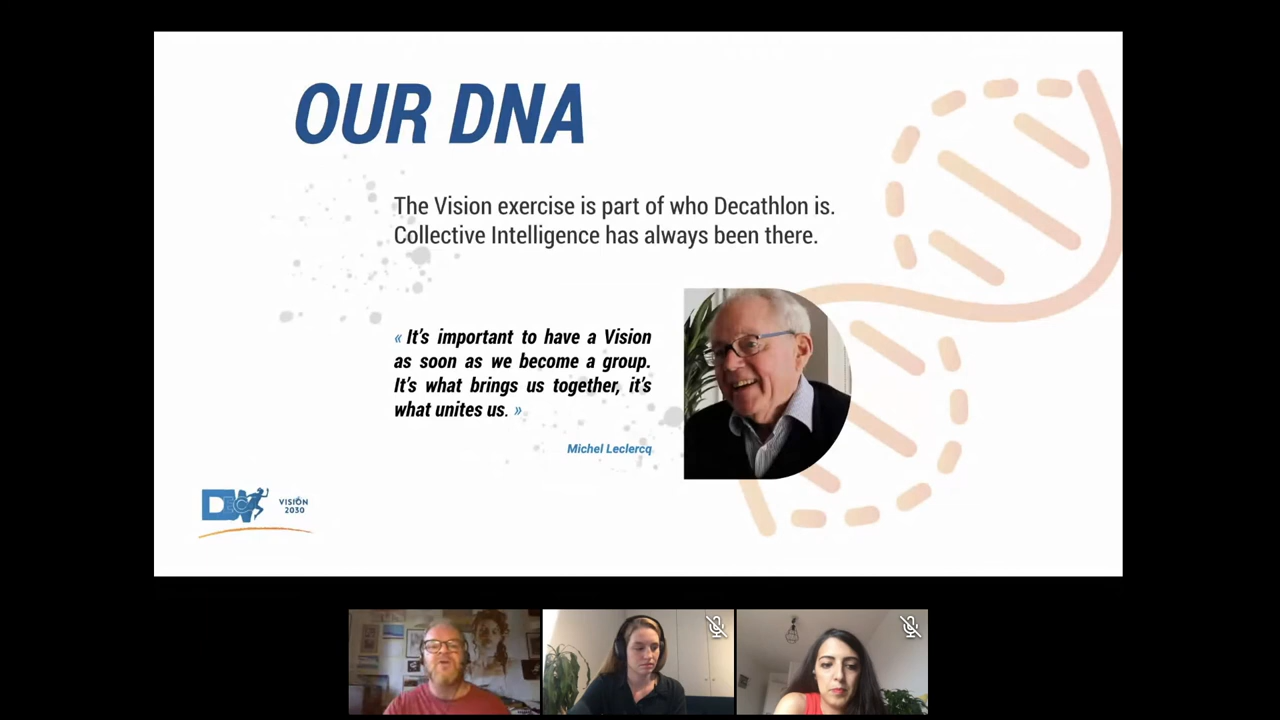 OUR DNA
The Vision exercise is part of who Decathlon is.
Collective Intelligence has always been there.
« It's important to have a Vision
as soon as we become a group.
It's what brings us together, it's
what unites us. »
Michel Leclercq
DEC
VISION
2030